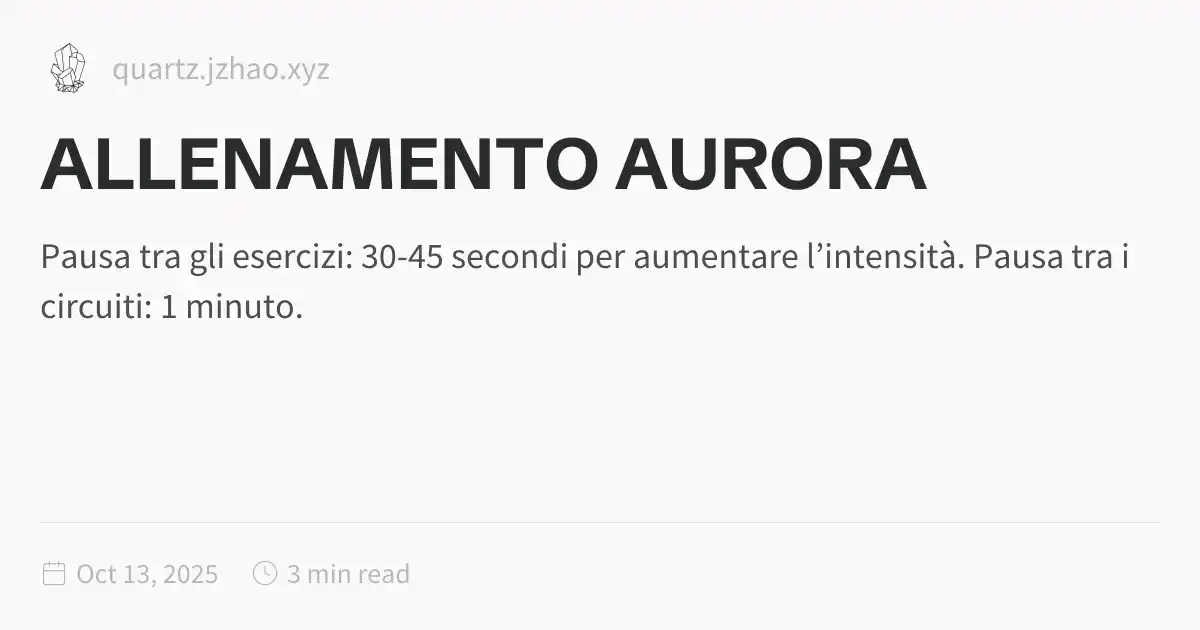 quartz.jzhao.xyz
ALLENAMENTO AURORA
Pausa tra gli esercizi: 30-45 secondi per aumentare l’intensità. Pausa tra i
circuiti: 1 minuto.
Oct 13, 2025 3 min read